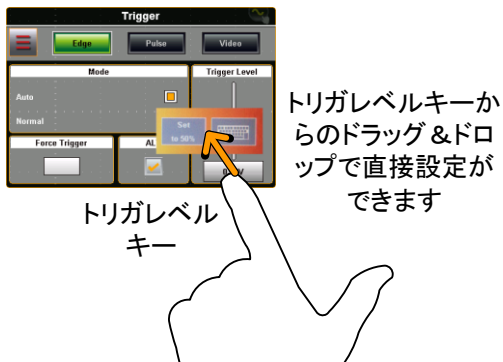 Trigger
Edge Pulse Video
Mode Trigger Level
Auto
Normal
Set
to 50%
Force Trigger AL
トリガレベルキーか
らのドラッグ&ドロ
ップで直接設定が
できます
トリガレベル
キー